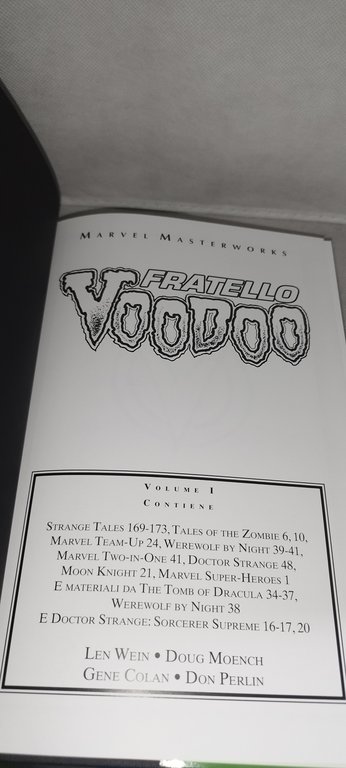 Marvel Masterworks
FRATELLO
VOODOO
Volume 1
Contiene
Strange Tales 169-173, Tales of the Zombie 6, 10,
Marvel Team-Up 24, Werewolf by Night 39-41,
Marvel Two-in-One 41, Doctor Strange 48,
Moon Knight 21, Marvel Super-Heroes 1
E materiali da The Tomb of Dracula 34-37,
Werewolf by Night 38
E Doctor Strange: Sorcerer Supreme 16-17, 20
Len Wein • Doug Moench
Gene Colan • Don Perlin